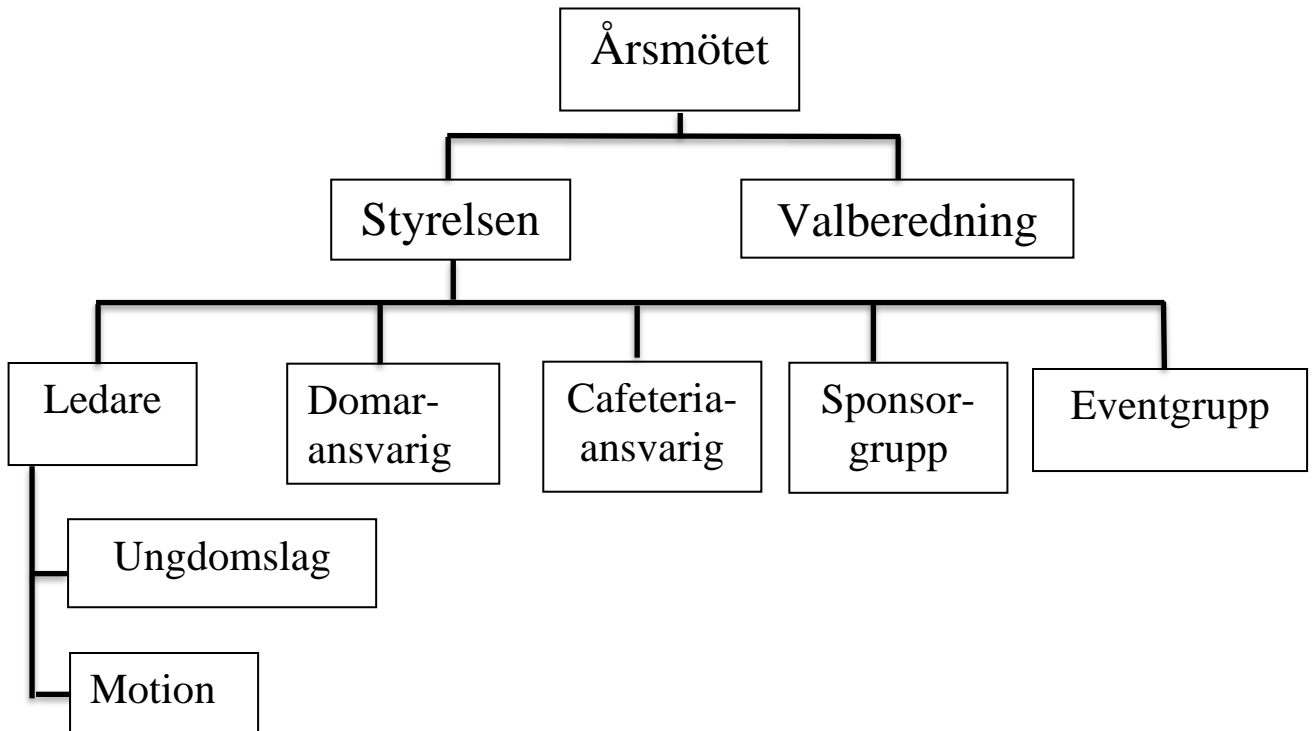 Årsmötet
Styrelsen
Valberedning
Ledare
Domar-
ansvarig
Cafeteria-
ansvarig
Sponsor-
grupp
Eventgrupp
Ungdomslag
Motion